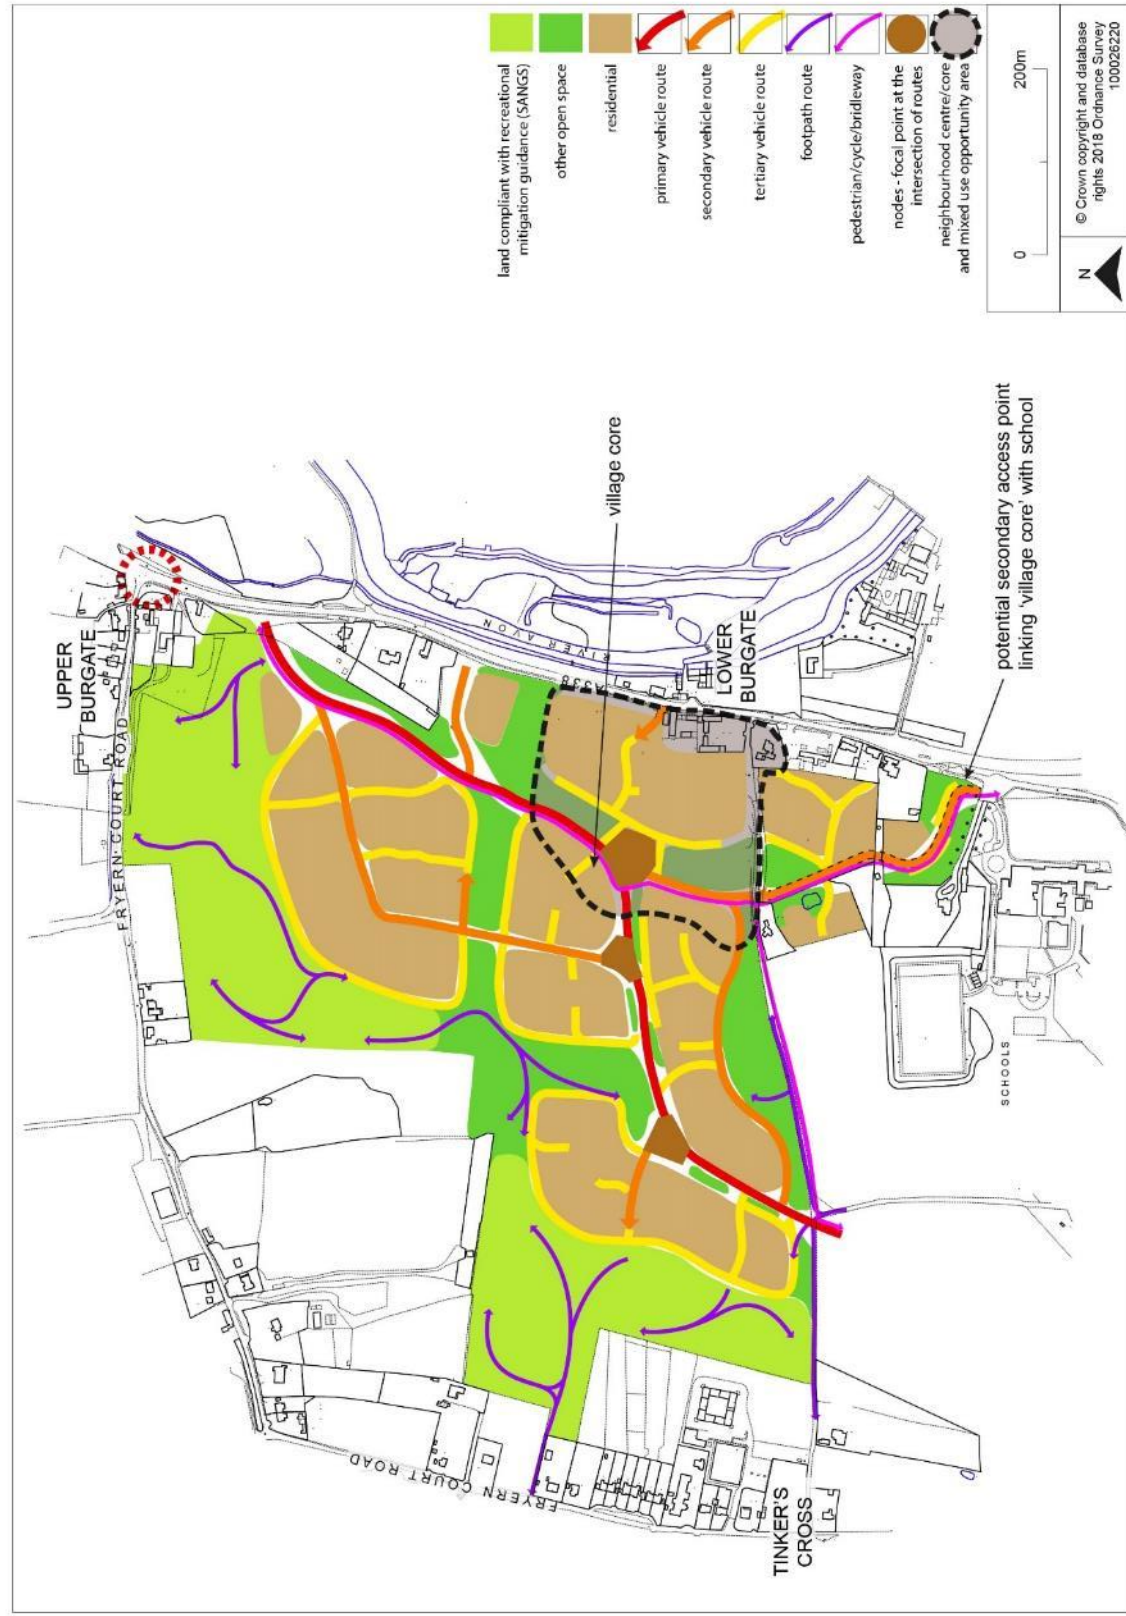 UPPER
BURGATE
FRYERN COURT ROAD
FRYERN COURT ROAD
TINKER'S
CROSS
RIVER AVON
A338
LOWER
BURGATE
village core
SCHOOLS
potential secondary access point
linking 'village core' with school
land compliant with recreational
mitigation guidance (SANGS)
other open space
residential
primary vehicle route
secondary vehicle route
tertiary vehicle route
footpath route
pedestrian/cycle/bridleway
nodes - focal point at the
intersection of routes
neighbourhood centre/core
and mixed use opportunity area
0
200m
N
© Crown copyright and database
rights 2018 Ordnance Survey
100026220